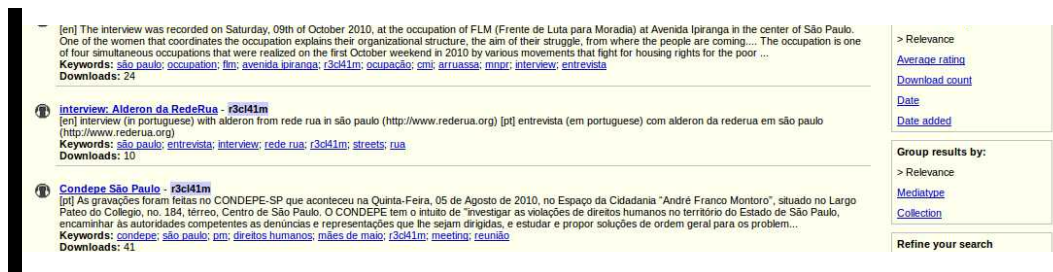 [en] The interview was recorded on Saturday, 09th of October 2010, at the occupation of FLM (Frente de Luta para Moradia) at Avenida Ipiranga in the center of São Paulo.
One of the women that coordinates the occupation explains their organizational structure, the aim of their struggle, from where the people are coming.... The occupation is one
of four simultaneous occupations that were realized on the first October weekend in 2010 by various movements that fight for housing rights for the poor ...
Keywords: são paulo; occupation; flm; avenida ipiranga; r3cl41m; ocupação; cmi; arruassa; mnpr; interview; entrevista
Downloads: 24
interview: Alderon da RedeRua - r3cl41m
[en] interview (in portuguese) with alderon from rede rua in são paulo (http://www.rederua.org) [pt] entrevista (em portuguese) com alderon da rederua em são paulo
(http://www.rederua.org)
Keywords: são paulo; entrevista; interview; rede rua; r3cl41m; streets; rua
Downloads: 10
Condepe São Paulo - r3cl41m
[pt] As gravações foram feitas no CONDEPE-SP que aconteceu na Quinta-Feira, 05 de Agosto de 2010, no Espaço da Cidadania "André Franco Montoro", situado no Largo
Pateo do Collegio, no. 184, térreo, Centro de São Paulo. O CONDEPE tem o intuito de "investigar as violações de direitos humanos no território do Estado de São Paulo,
encaminhar às autoridades competentes as denúncias e representações que lhe sejam dirigidas, e estudar e propor soluções de ordem geral para os problem...
Keywords: condepe; são paulo; pm; direitos humanos; mães de maio; r3cl41m; meeting; reunião
Downloads: 41
> Relevance
Average rating
Download count
Date
Date added
Group results by:
> Relevance
Mediatype
Collection
Refine your search